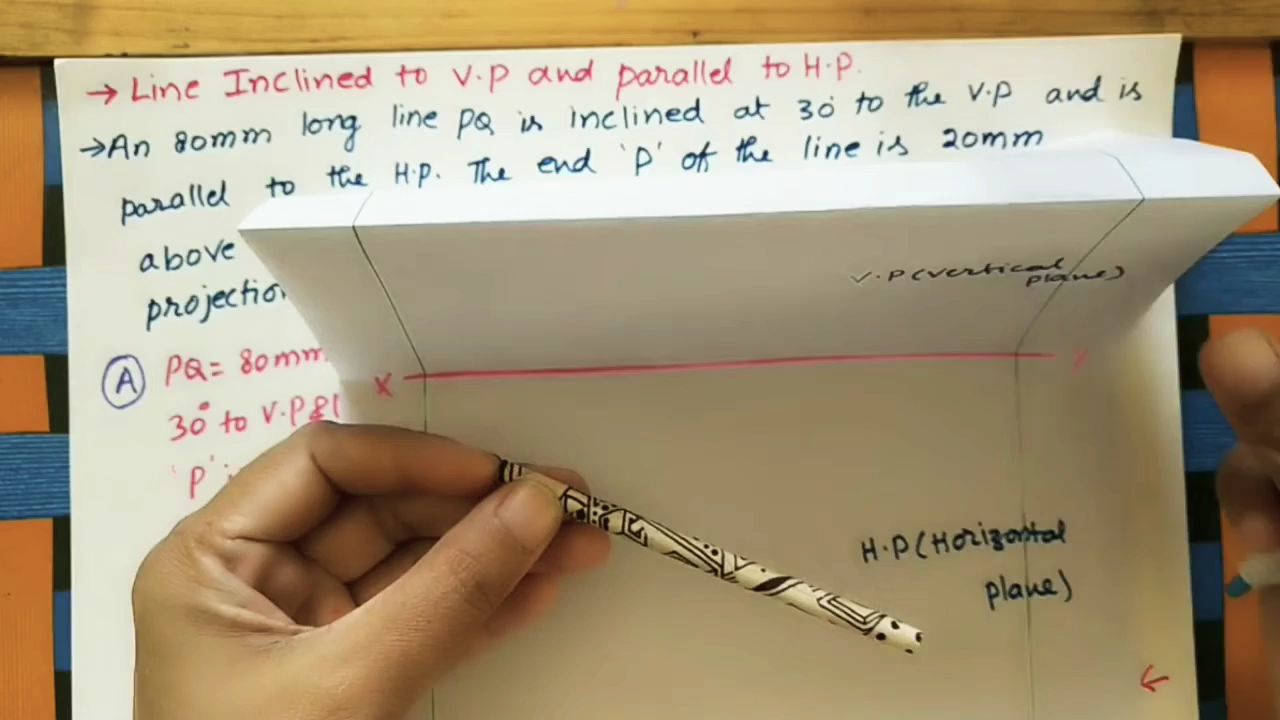 → Line Inclined to V.P and parallel to H.P.
→ An 80mm long line PQ is inclined at 30° to the V.P and is
parallel to the H.P. The end 'P' of the line is 20mm
above
V.P (vertical
plane)
X Y
A PQ = 80mm
30° to V.P &
'P'
H.P (Horizontal
plane)